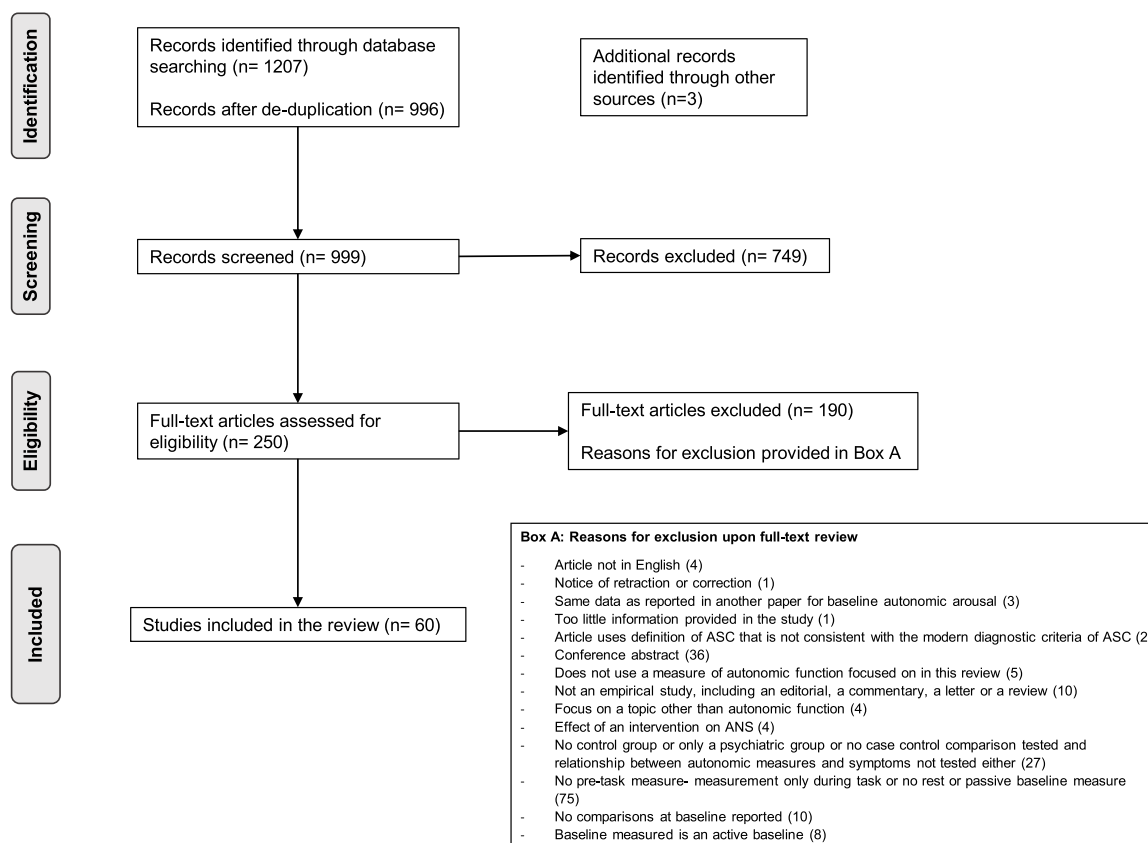 Identification
Records identified through database
searching (n= 1207)
Records after de-duplication (n= 996)
Additional records
identified through other
sources (n=3)
Screening
Records screened (n= 999)
Records excluded (n= 749)
Eligibility
Full-text articles assessed for
eligibility (n= 250)
Full-text articles excluded (n= 190)
Reasons for exclusion provided in Box A
Included
Studies included in the review (n= 60)
Box A: Reasons for exclusion upon full-text review
- Article not in English (4)
- Notice of retraction or correction (1)
- Same data as reported in another paper for baseline autonomic arousal (3)
- Too little information provided in the study (1)
- Article uses definition of ASC that is not consistent with the modern diagnostic criteria of ASC (2
- Conference abstract (36)
- Does not use a measure of autonomic function focused on in this review (5)
- Not an empirical study, including an editorial, a commentary, a letter or a review (10)
- Focus on a topic other than autonomic function (4)
- Effect of an intervention on ANS (4)
- No control group or only a psychiatric group or no case control comparison tested and
relationship between autonomic measures and symptoms not tested either (27)
- No pre-task measure- measurement only during task or no rest or passive baseline measure
(75)
- No comparisons at baseline reported (10)
- Baseline measured is an active baseline (8)